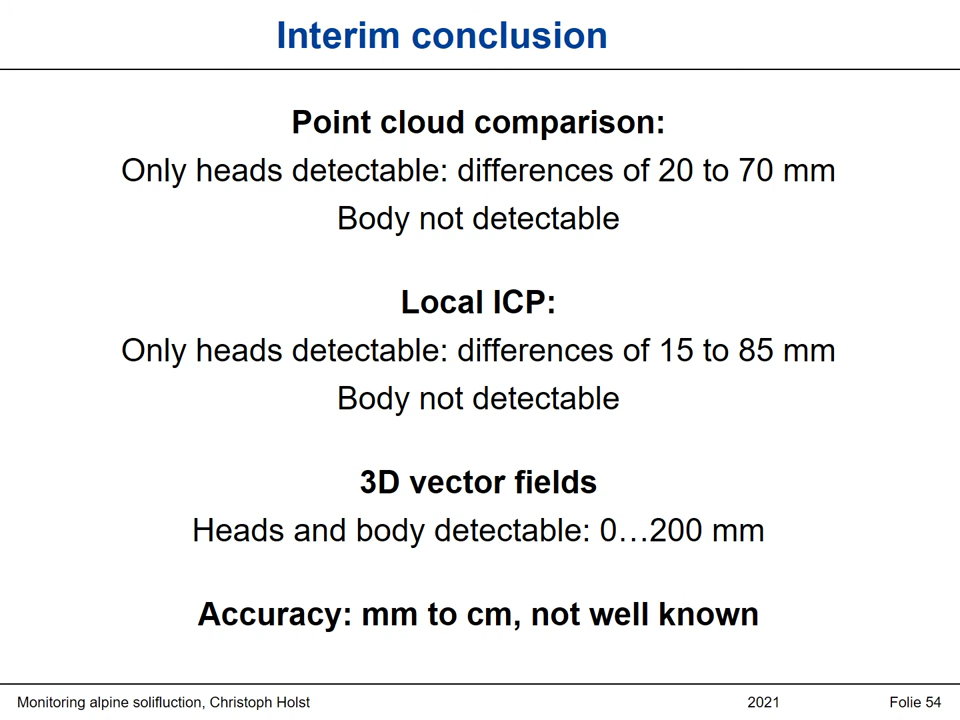 Interim conclusion
Point cloud comparison:
Only heads detectable: differences of 20 to 70 mm
Body not detectable
Local ICP:
Only heads detectable: differences of 15 to 85 mm
Body not detectable
3D vector fields
Heads and body detectable: 0…200 mm
Accuracy: mm to cm, not well known
Monitoring alpine solifluction, Christoph Holst
2021
Folie 54